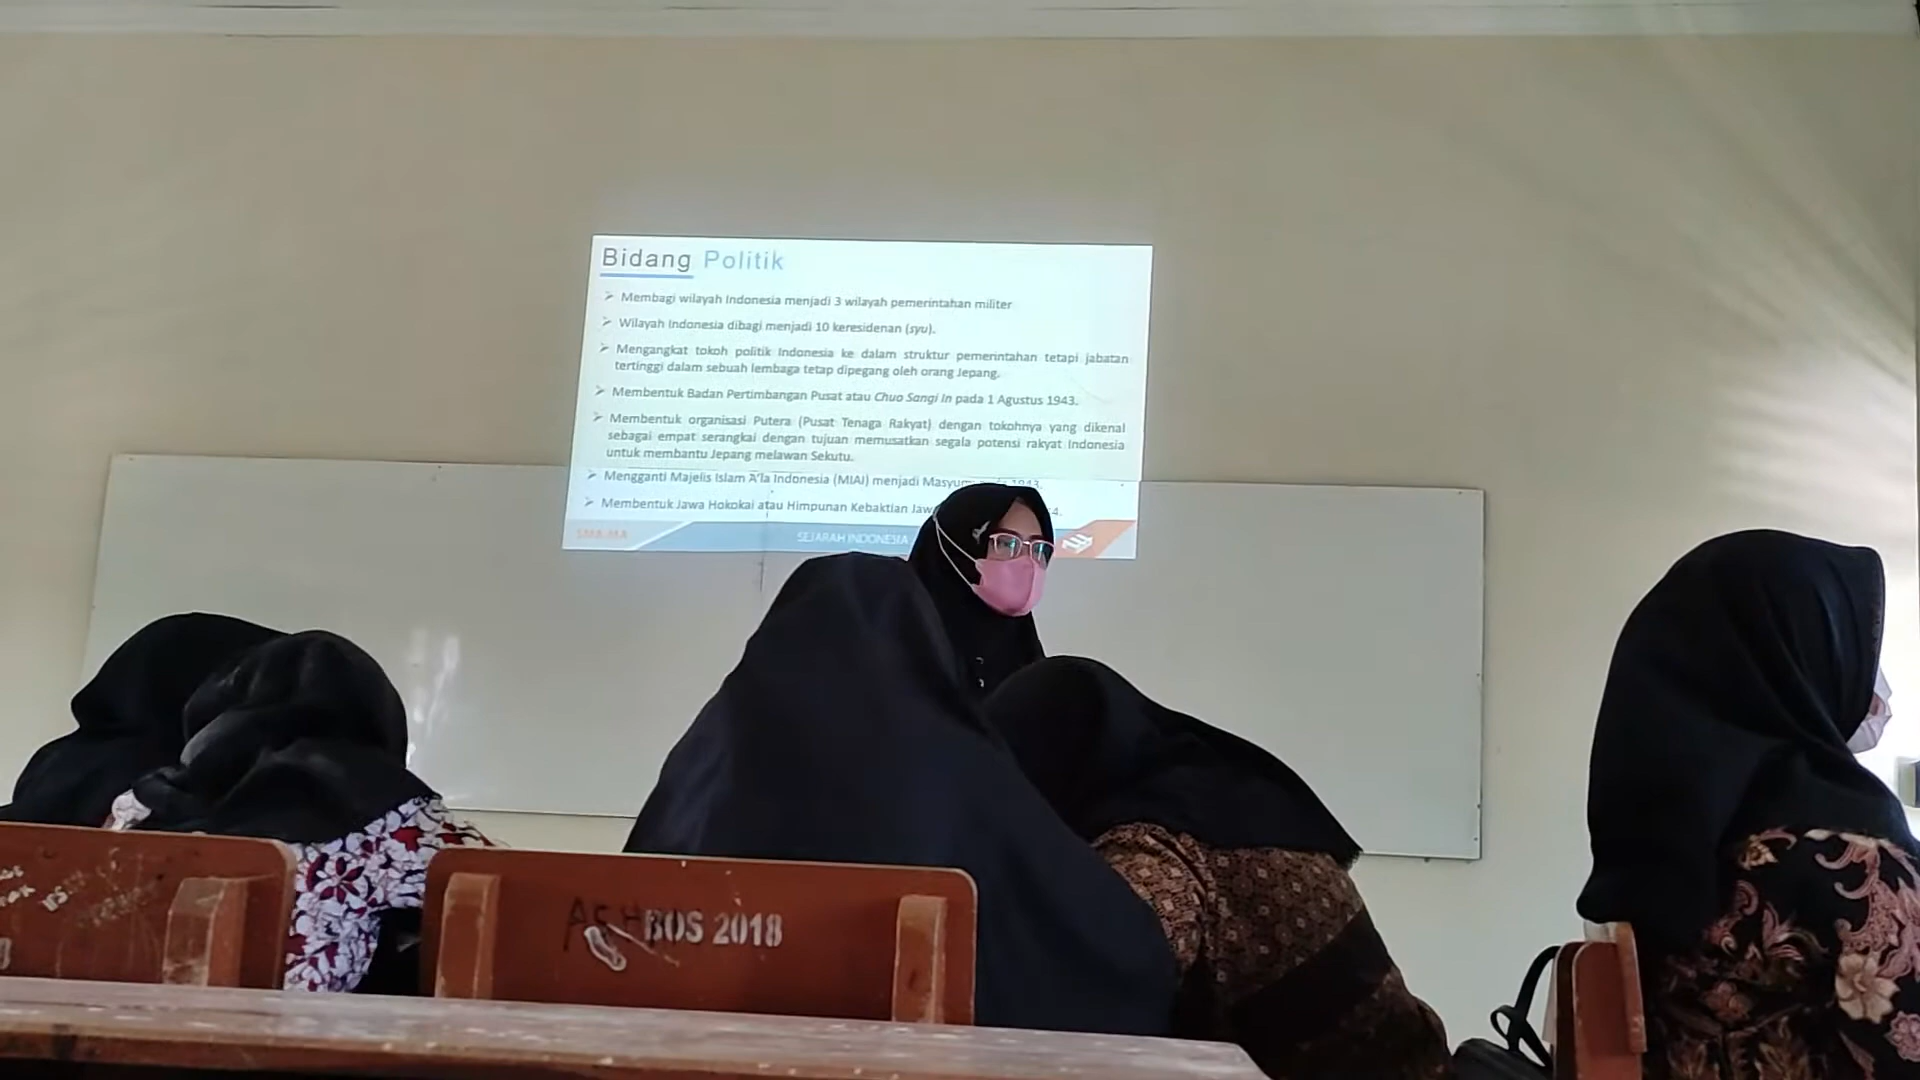 Bidang Politik
Membagi wilayah Indonesia menjadi 3 wilayah pemerintahan militer
Wilayah Indonesia dibagi menjadi 10 keresidenan (syu).
Mengangkat tokoh politik Indonesia ke dalam struktur pemerintahan tetapi jabatan
tertinggi dalam sebuah lembaga tetap dipegang oleh orang Jepang.
Membentuk Badan Pertimbangan Pusat atau Chuo Sangi In pada 1 Agustus 1943.
Membentuk organisasi Putera (Pusat Tenaga Rakyat) dengan tokohnya yang dikenal
sebagai empat serangkai dengan tujuan memusatkan segala potensi rakyat Indonesia
untuk membantu Jepang melawan Sekutu.
Mengganti Majelis Islam A'la Indonesia (MIAI) menjadi 1943.
Membentuk Jawa Hokokai atau Himpunan Kebaktian
SMA-MA
SEJARAH INDONESIA
BOS 2018